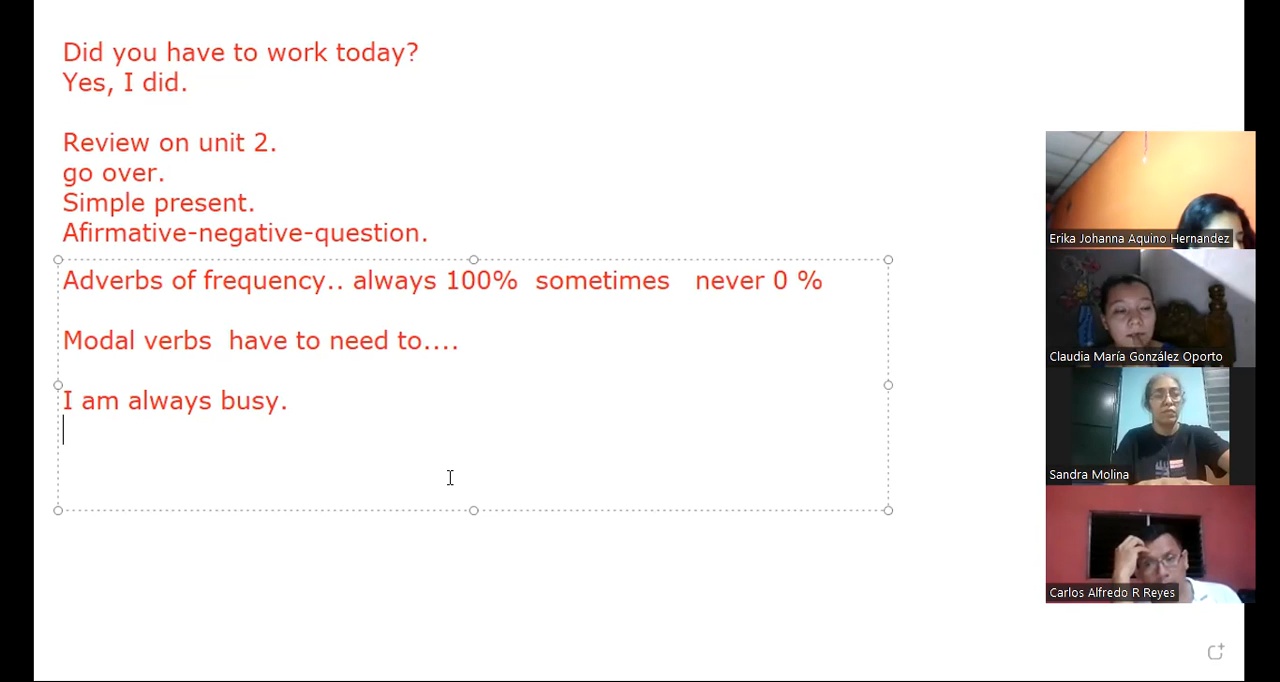 Did you have to work today?
Yes, I did.
Review on unit 2.
go over.
Simple present.
Afirmative-negative-question.
Adverbs of frequency.. always 100%  sometimes   never 0 %
Modal verbs  have to need to....
I am always busy.
Erika Johanna Aquino Hernandez
Claudia María González Oporto
Sandra Molina
Carlos Alfredo R Reyes